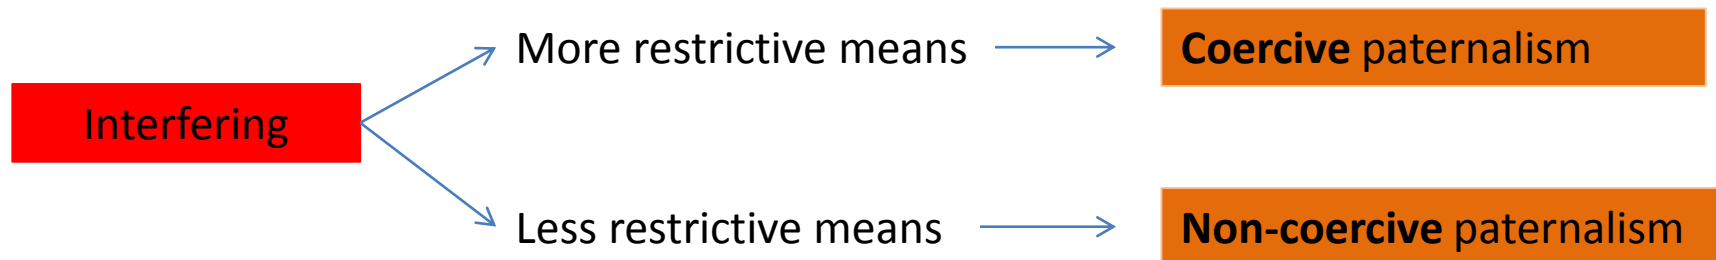 More restrictive means
Coercive paternalism
Interfering
Less restrictive means
Non-coercive paternalism